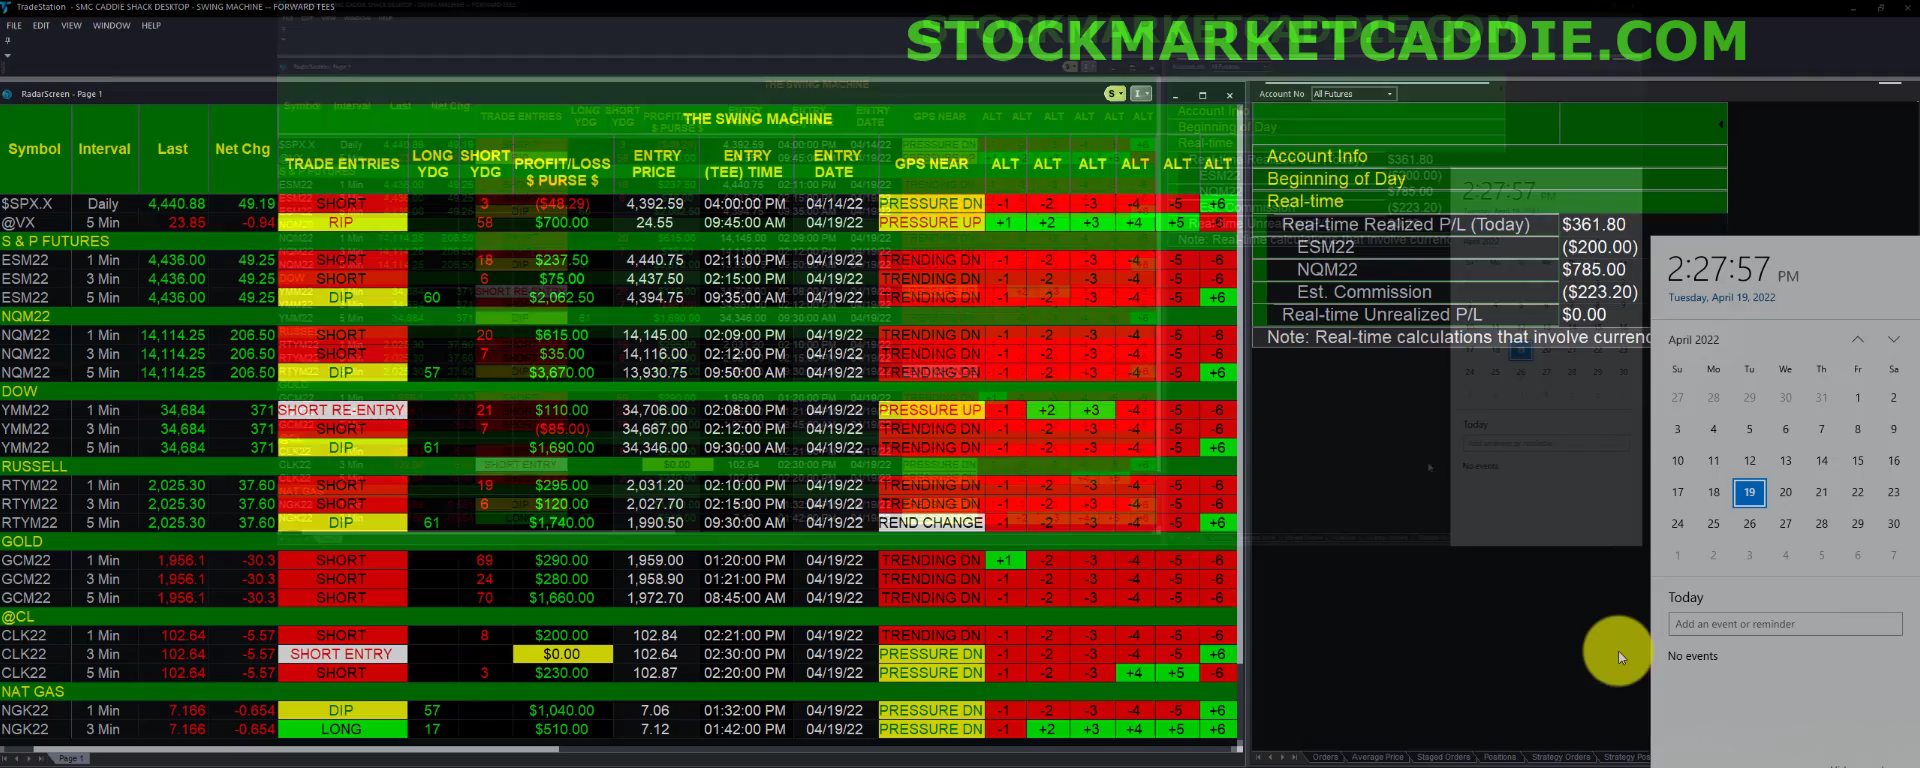 TradeStation - SMC CADDIE SHACK DESKTOP - SWING MACHINE -- FORWARD TEES
FILE EDIT VIEW WINDOW HELP
STOCKMARKETCADDIE.COM
RadarScreen - Page 1
THE SWING MACHINE
Symbol Interval Last Net Chg TRADE ENTRIES LONG YDG SHORT YDG PROFIT/LOSS $ PURSE $ ENTRY PRICE ENTRY (TEE) TIME ENTRY DATE GPS NEAR ALT ALT ALT ALT ALT ALT
$SPX.X Daily 4,440.88 49.19 SHORT 3 ($48.29) 4,392.59 04:00:00 PM 04/14/22 PRESSURE DN -1 -2 -3 -4 -5 +6
@VX 5 Min 23.85 -0.94 RIP 58 $700.00 24.55 09:45:00 AM 04/19/22 PRESSURE UP +1 +2 +3 +4 +5 -6
S & P FUTURES
ESM22 1 Min 4,436.00 49.25 SHORT 18 $237.50 4,440.75 02:11:00 PM 04/19/22 TRENDING DN -1 -2 -3 -4 -5 -6
ESM22 3 Min 4,436.00 49.25 SHORT 6 $75.00 4,437.50 02:15:00 PM 04/19/22 TRENDING DN -1 -2 -3 -4 -5 -6
ESM22 5 Min 4,436.00 49.25 DIP 60 $2,062.50 4,394.75 09:35:00 AM 04/19/22 TRENDING DN -1 -2 -3 -4 -5 +6
NQM22
NQM22 1 Min 14,114.25 206.50 SHORT 20 $615.00 14,145.00 02:09:00 PM 04/19/22 TRENDING DN -1 -2 -3 -4 -5 -6
NQM22 3 Min 14,114.25 206.50 SHORT 7 $35.00 14,116.00 02:12:00 PM 04/19/22 TRENDING DN -1 -2 -3 -4 -5 -6
NQM22 5 Min 14,114.25 206.50 DIP 57 $3,670.00 13,930.75 09:50:00 AM 04/19/22 TRENDING DN -1 -2 -3 -4 -5 +6
DOW
YMM22 1 Min 34,684 371 SHORT RE-ENTRY 21 $110.00 34,706.00 02:08:00 PM 04/19/22 PRESSURE UP -1 +2 +3 -4 -5 -6
YMM22 3 Min 34,684 371 SHORT 7 ($85.00) 34,667.00 02:12:00 PM 04/19/22 TRENDING DN -1 -2 -3 -4 -5 -6
YMM22 5 Min 34,684 371 DIP 61 $1,690.00 34,346.00 09:30:00 AM 04/19/22 TRENDING DN -1 -2 -3 -4 -5 +6
RUSSELL
RTYM22 1 Min 2,025.30 37.60 SHORT 19 $295.00 2,031.20 02:10:00 PM 04/19/22 TRENDING DN -1 -2 -3 -4 -5 -6
RTYM22 3 Min 2,025.30 37.60 SHORT 6 $120.00 2,027.70 02:15:00 PM 04/19/22 TRENDING DN -1 -2 -3 -4 -5 -6
RTYM22 5 Min 2,025.30 37.60 DIP 61 $1,740.00 1,990.50 09:30:00 AM 04/19/22 REND CHANGE -1 -2 -3 -4 -5 +6
GOLD
GCM22 1 Min 1,956.1 -30.3 SHORT 69 $290.00 1,959.00 01:20:00 PM 04/19/22 TRENDING DN +1 -2 -3 -4 -5 -6
GCM22 3 Min 1,956.1 -30.3 SHORT 24 $280.00 1,958.90 01:21:00 PM 04/19/22 TRENDING DN -1 -2 -3 -4 -5 -6
GCM22 5 Min 1,956.1 -30.3 SHORT 70 $1,660.00 1,972.70 08:45:00 AM 04/19/22 TRENDING DN -1 -2 -3 -4 -5 -6
@CL
CLK22 1 Min 102.64 -5.57 SHORT 8 $200.00 102.84 02:21:00 PM 04/19/22 TRENDING DN -1 -2 -3 -4 -5 -6
CLK22 3 Min 102.64 -5.57 SHORT ENTRY $0.00 102.64 02:30:00 PM 04/19/22 PRESSURE DN -1 -2 -3 -4 -5 +6
CLK22 5 Min 102.64 -5.57 SHORT 3 $230.00 102.87 02:20:00 PM 04/19/22 PRESSURE DN -1 -2 -3 +4 +5 -6
NAT GAS
NGK22 1 Min 7.166 -0.654 DIP 57 $1,040.00 7.06 01:32:00 PM 04/19/22 PRESSURE DN -1 -2 -3 -4 -5 +6
NGK22 3 Min 7.166 -0.654 LONG 17 $510.00 7.12 01:42:00 PM 04/19/22 PRESSURE DN -1 +2 +3 +4 +5 +6
Page 1
Account No All Futures
Account Info
Beginning of Day
Real-time
Real-time Realized P/L (Today) $361.80
ESM22 ($200.00)
NQM22 $785.00
Est. Commission ($223.20)
Real-time Unrealized P/L $0.00
Note: Real-time calculations that involve currenc
Orders Average Price Staged Orders Positions Strategy Orders Strategy Pos
2:27:57 PM
Tuesday, April 19, 2022
April 2022
Su Mo Tu We Th Fr Sa
27 28 29 30 31 1 2
3 4 5 6 7 8 9
10 11 12 13 14 15 16
17 18 19 20 21 22 23
24 25 26 27 28 29 30
1 2 3 4 5 6 7
Today
Add an event or reminder
No events